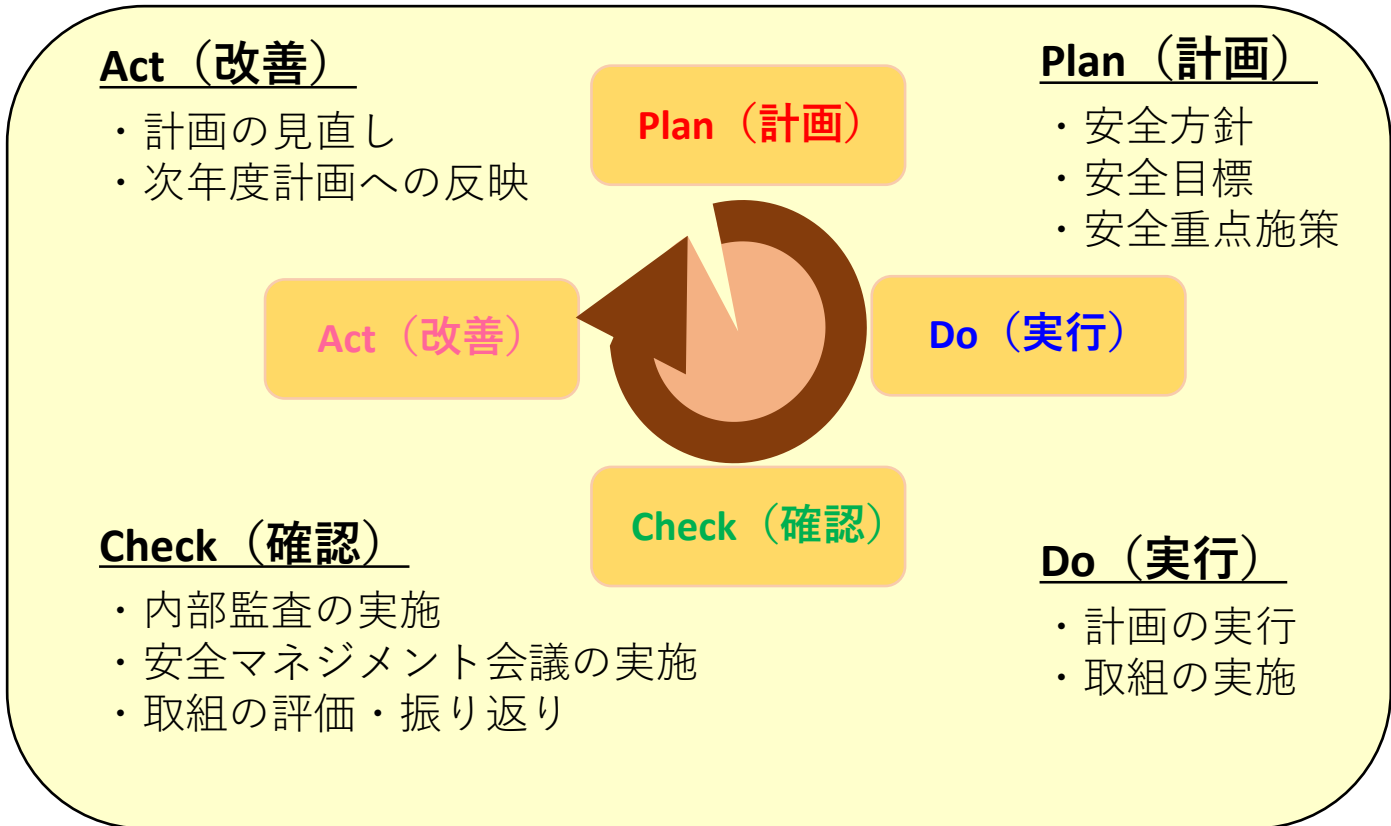 Act（改善）
・計画の見直し
・次年度計画への反映
Plan（計画）
・安全方針
・安全目標
・安全重点施策
Plan（計画）
Act（改善）
Do（実行）
Check（確認）
Check（確認）
・内部監査の実施
・安全マネジメント会議の実施
・取組の評価・振り返り
Do（実行）
・計画の実行
・取組の実施